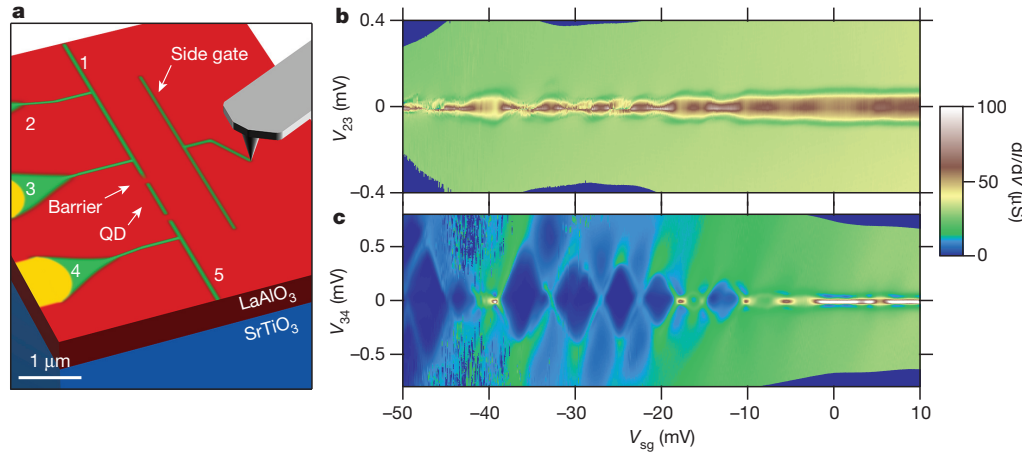 a
1
Side gate
2
3
Barrier
QD
4
5
LaAlO₃
SrTiO₃
1 μm
b
0.4
V₂₃ (mV)
0
−0.4
c
0.5
V₃₄ (mV)
0
−0.5
−50 −40 −30 −20 −10 0 10
Vsg (mV)
100
50
0
dI/dV (μS)